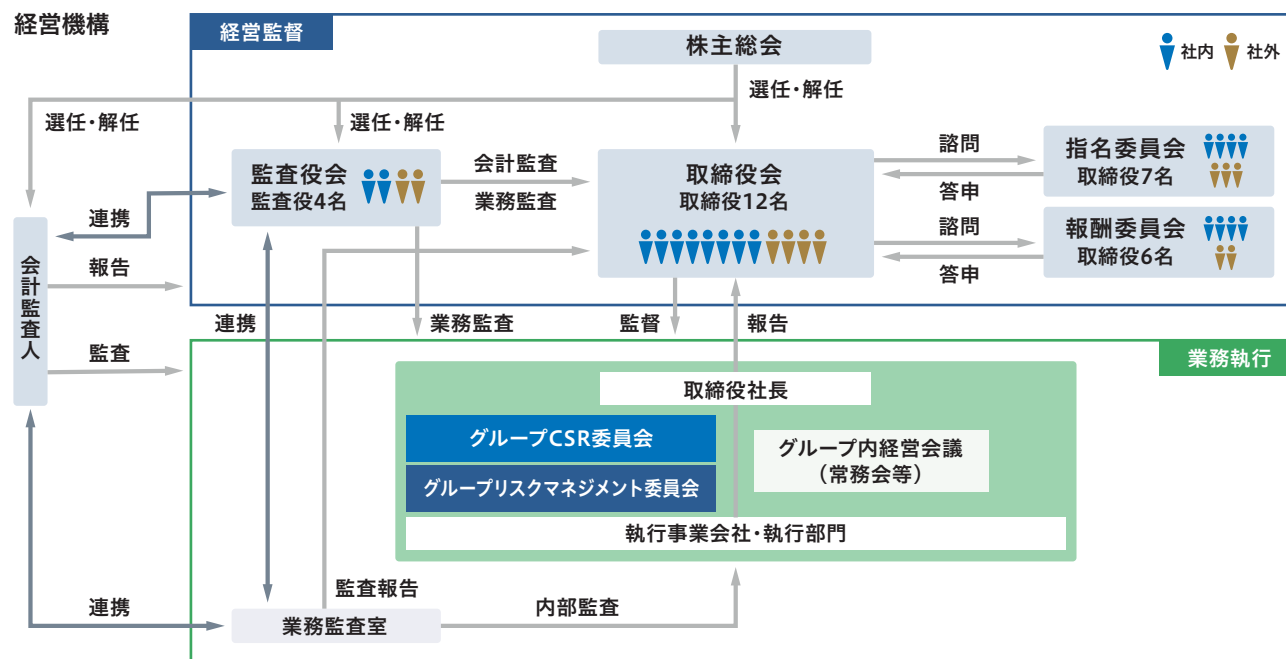 経営機構
経営監督
株主総会
社内
社外
選任・解任
選任・解任
選任・解任
監査役会
監査役4名
会計監査
業務監査
取締役会
取締役12名
諮問
答申
指名委員会
取締役7名
諮問
答申
報酬委員会
取締役6名
連携
会計監査人
報告
監査
連携
業務監査
監督
報告
業務執行
取締役社長
グループCSR委員会
グループリスクマネジメント委員会
グループ内経営会議
（常務会等）
執行事業会社・執行部門
監査報告
連携
業務監査室
内部監査